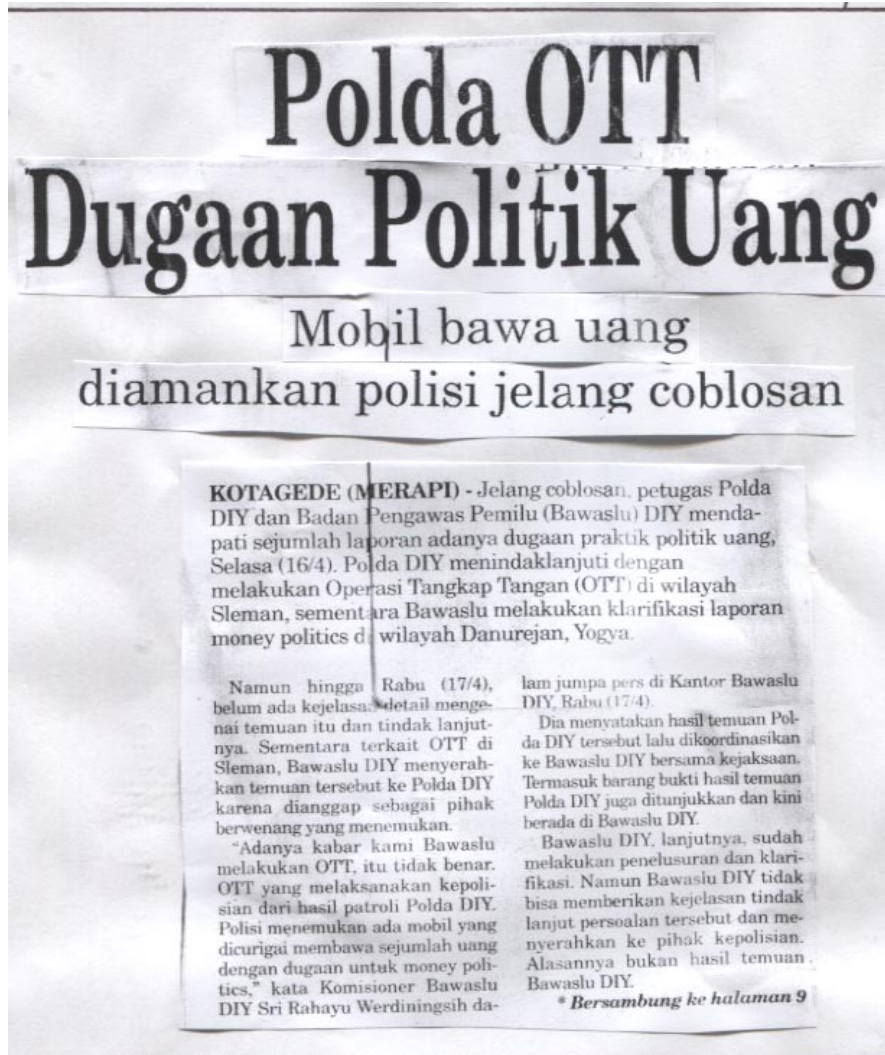 Polda OTT
Dugaan Politik Uang
Mobil bawa uang
diamankan polisi jelang coblosan
KOTAGEDE (MERAPI) - Jelang coblosan, petugas Polda
DIY dan Badan Pengawas Pemilu (Bawaslu) DIY menda-
pati sejumlah laporan adanya dugaan praktik politik uang,
Selasa (16/4). Polda DIY menindaklanjuti dengan
melakukan Operasi Tangkap Tangan (OTT) di wilayah
Sleman, sementara Bawaslu melakukan klarifikasi laporan
money politics di wilayah Danurejan, Yogya.
Namun hingga Rabu (17/4),
belum ada kejelasan detail menge-
nai temuan itu dan tindak lanjut-
nya. Sementara terkait OTT di
Sleman, Bawaslu DIY menyerah-
kan temuan tersebut ke Polda DIY
karena dianggap sebagai pihak
berwenang yang menemukan.
"Adanya kabar kami Bawaslu
melakukan OTT, itu tidak benar.
OTT yang melaksanakan kepoli-
sian dari hasil patroli Polda DIY.
Polisi menemukan ada mobil yang
dicurigai membawa sejumlah uang
dengan dugaan untuk money poli-
tics," kata Komisioner Bawaslu
DIY Sri Rahayu Werdiningsih da-
lam jumpa pers di Kantor Bawaslu
DIY, Rabu (17/4).
Dia menyatakan hasil temuan Pol-
da DIY tersebut lalu dikoordinasikan
ke Bawaslu DIY bersama kejaksaan.
Termasuk barang bukti hasil temuan
Polda DIY juga ditunjukkan dan kini
berada di Bawaslu DIY.
Bawaslu DIY, lanjutnya, sudah
melakukan penelusuran dan klari-
fikasi. Namun Bawaslu DIY tidak
bisa memberikan kejelasan tindak
lanjut persoalan tersebut dan me-
nyerahkan ke pihak kepolisian.
Alasannya bukan hasil temuan
Bawaslu DIY.
* Bersambung ke halaman 9